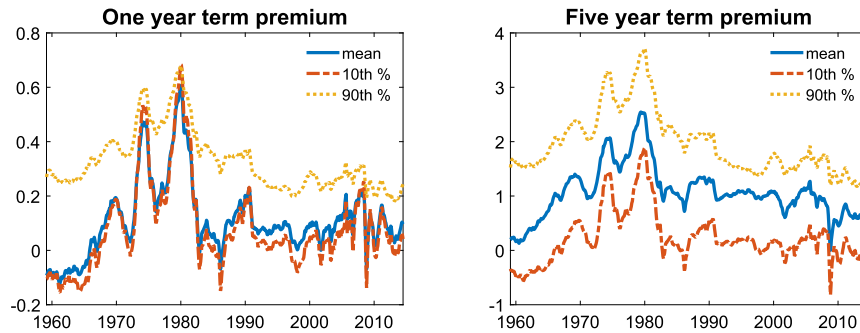 One year term premium
0.8
0.6
0.4
0.2
0
-0.2
1960 1970 1980 1990 2000 2010
mean
10th %
90th %
Five year term premium
4
3
2
1
0
-1
1960 1970 1980 1990 2000 2010
mean
10th %
90th %